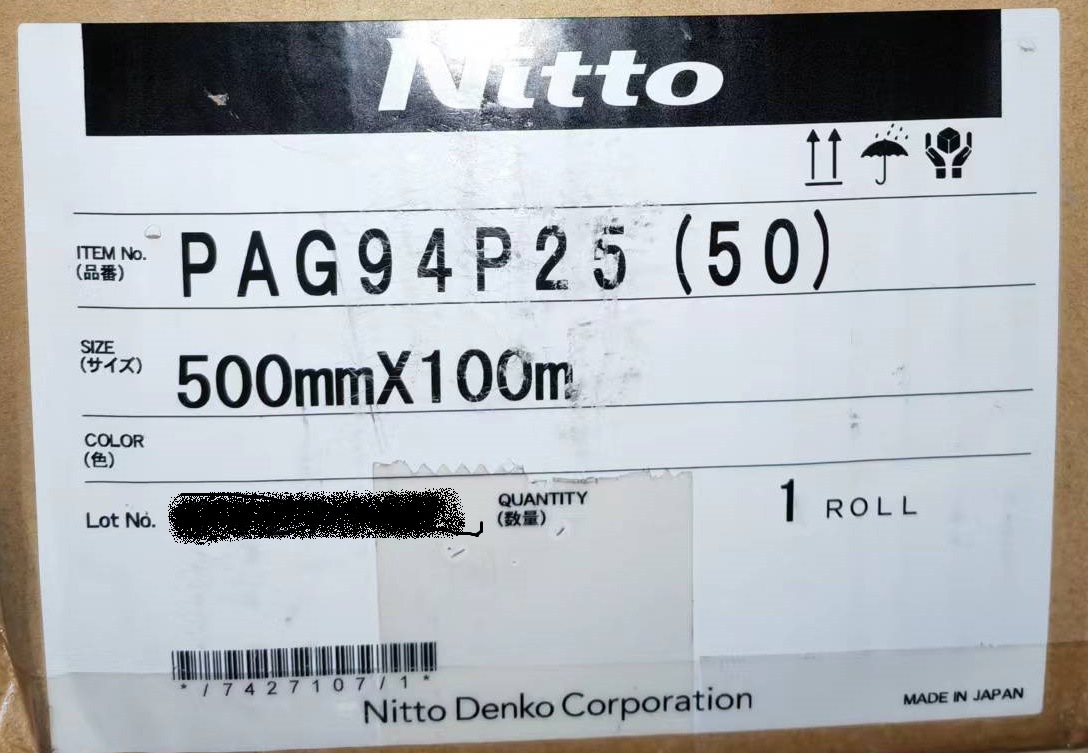 Nitto
ITEM No.
(品番)
PAG94P25(50)
SIZE
(サイズ)
500mmX100m
COLOR
(色)
Lot No.
QUANTITY
(数量)
1 ROLL
*/7427107/1*
Nitto Denko Corporation
MADE IN JAPAN